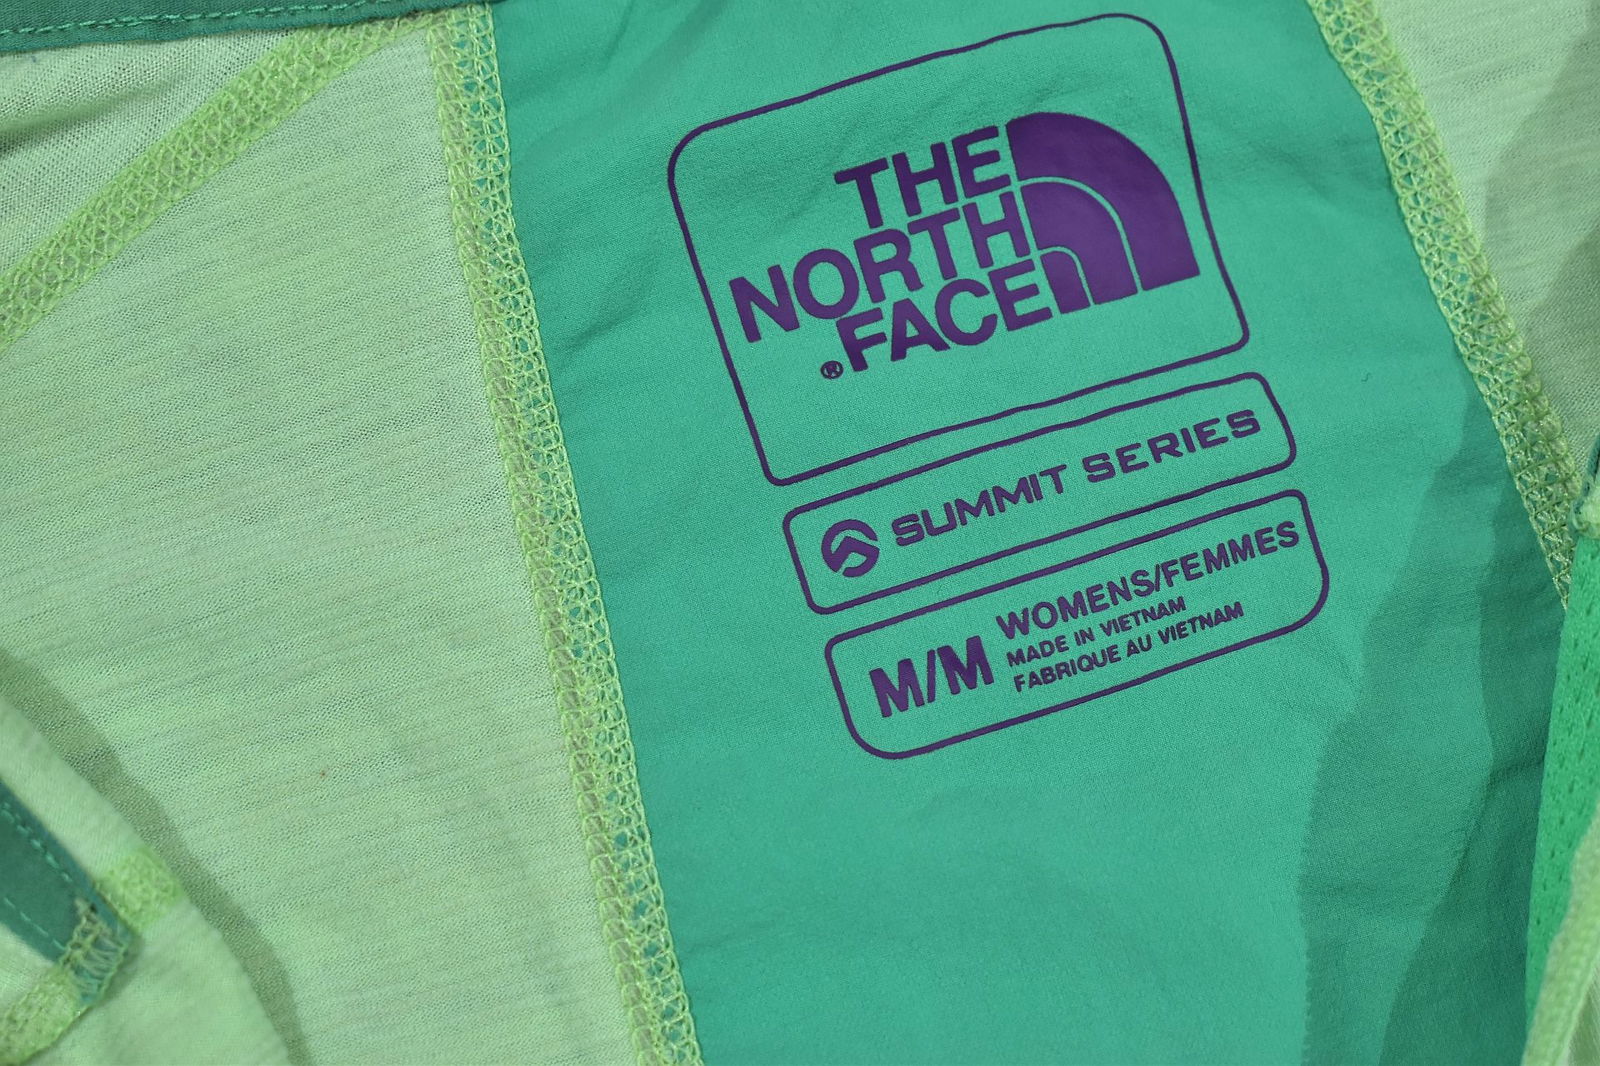 THE
NORTH
FACE
®
SUMMIT SERIES
M/M
WOMENS/FEMMES
MADE IN VIETNAM
FABRIQUE AU VIETNAM